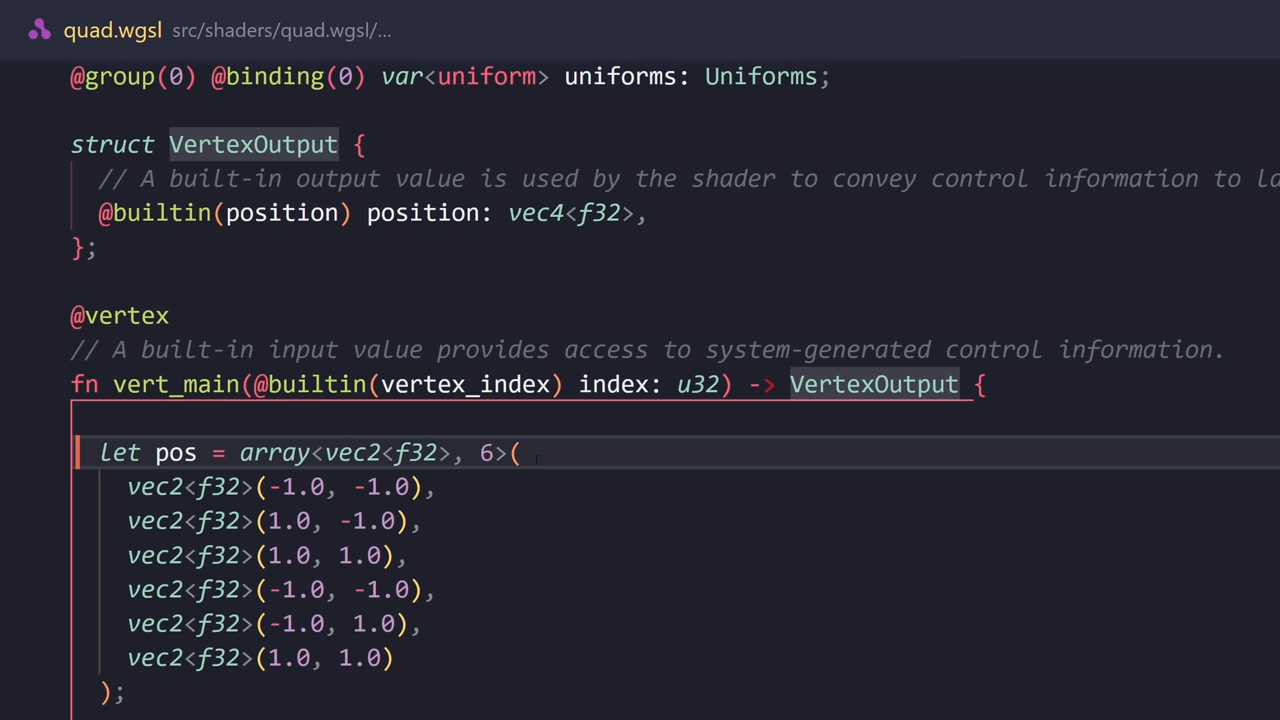 quad.wgsl src/shaders/quad.wgsl/...
@group(0) @binding(0) var<uniform> uniforms: Uniforms;
struct VertexOutput {
// A built-in output value is used by the shader to convey control information to
@builtin(position) position: vec4<f32>,
};
@vertex
// A built-in input value provides access to system-generated control information.
fn vert_main(@builtin(vertex_index) index: u32) -> VertexOutput {
let pos = array<vec2<f32>, 6>(
vec2<f32>(-1.0, -1.0),
vec2<f32>(1.0, -1.0),
vec2<f32>(1.0, 1.0),
vec2<f32>(-1.0, -1.0),
vec2<f32>(-1.0, 1.0),
vec2<f32>(1.0, 1.0)
);